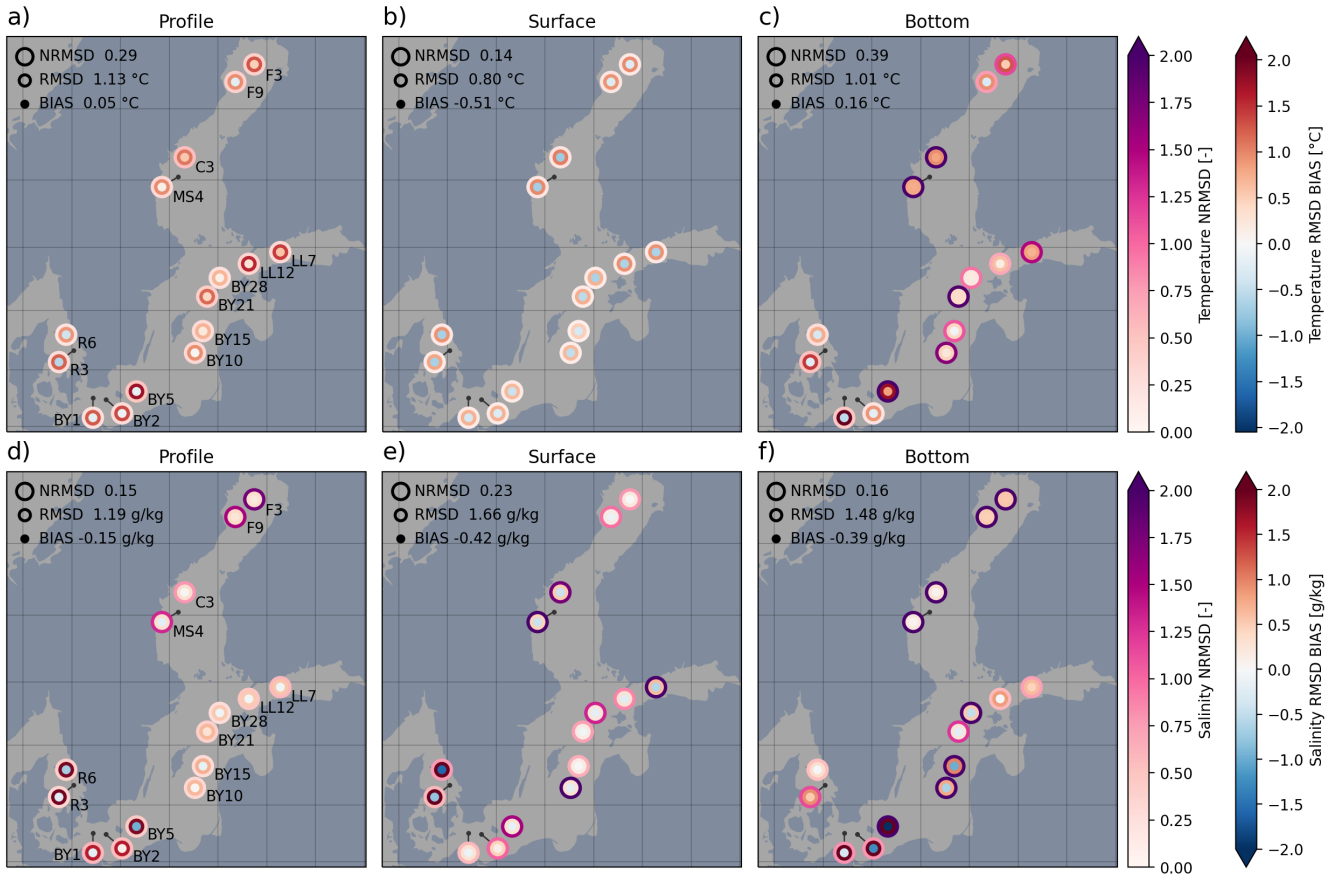 a) Profile
NRMSD 0.29
RMSD 1.13 °C
BIAS 0.05 °C
F3
F9
C3
MS4
LL7
LL12
BY28
BY21
BY15
BY10
R6
R3
BY5
BY1
BY2
b) Surface
NRMSD 0.14
RMSD 0.80 °C
BIAS -0.51 °C
c) Bottom
NRMSD 0.39
RMSD 1.01 °C
BIAS 0.16 °C
2.00
1.75
1.50
1.25
1.00
0.75
0.50
0.25
0.00
Temperature NRMSD [-]
2.0
1.5
1.0
0.5
0.0
−0.5
−1.0
−1.5
−2.0
Temperature RMSD BIAS [°C]
d) Profile
NRMSD 0.15
RMSD 1.19 g/kg
BIAS -0.15 g/kg
F3
F9
C3
MS4
LL7
LL12
BY28
BY21
BY15
BY10
R6
R3
BY5
BY1
BY2
e) Surface
NRMSD 0.23
RMSD 1.66 g/kg
BIAS -0.42 g/kg
f) Bottom
NRMSD 0.16
RMSD 1.48 g/kg
BIAS -0.39 g/kg
2.00
1.75
1.50
1.25
1.00
0.75
0.50
0.25
0.00
Salinity NRMSD [-]
2.0
1.5
1.0
0.5
0.0
−0.5
−1.0
−1.5
−2.0
Salinity RMSD BIAS [g/kg]